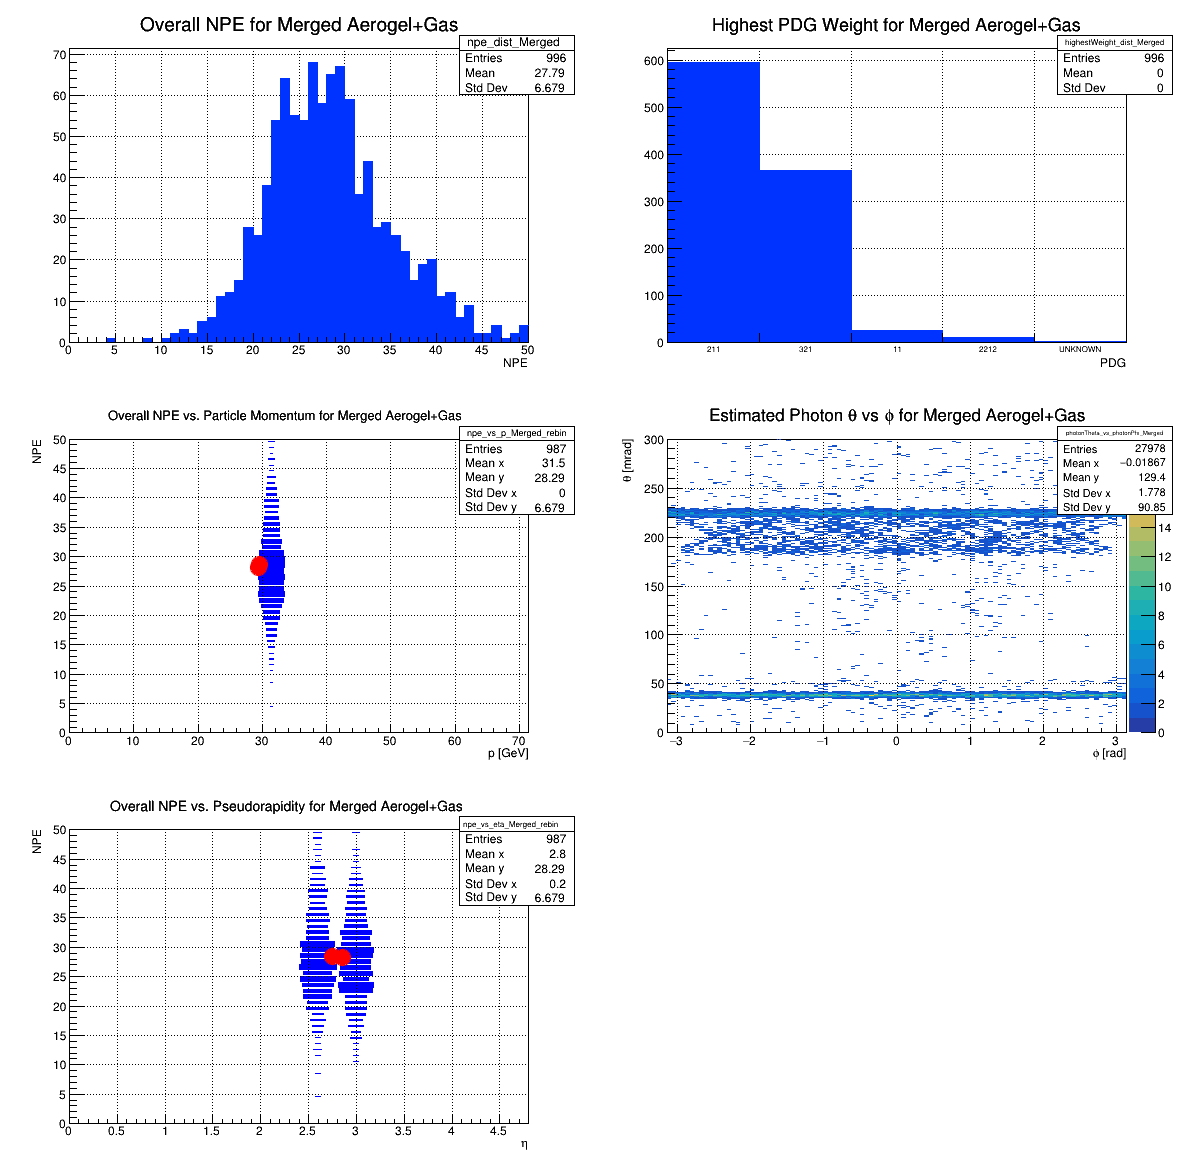 Overall NPE for Merged Aerogel+Gas
npe_dist_Merged
Entries 996
Mean 27.79
Std Dev 6.679
70
60
50
40
30
20
10
0
0 5 10 15 20 25 30 35 40 45 50
NPE
Highest PDG Weight for Merged Aerogel+Gas
highestWeight_dist_Merged
Entries 996
Mean 0
Std Dev 0
600
500
400
300
200
100
0
211 321 11 2212 UNKNOWN
PDG
Overall NPE vs. Particle Momentum for Merged Aerogel+Gas
npe_vs_p_Merged_rebin
Entries 987
Mean x 31.5
Mean y 28.29
Std Dev x 0
Std Dev y 6.679
NPE
50
45
40
35
30
25
20
15
10
5
0
0 10 20 30 40 50 60 70
p [GeV]
Estimated Photon θ vs ϕ for Merged Aerogel+Gas
photonTheta_vs_photonPhi_Merged
Entries 27978
Mean x −0.01867
Mean y 129.4
Std Dev x 1.778
Std Dev y 90.85
θ [mrad]
300
250
200
150
100
50
0
−3 −2 −1 0 1 2 3
ϕ [rad]
14
12
10
8
6
4
2
0
Overall NPE vs. Pseudorapidity for Merged Aerogel+Gas
npe_vs_eta_Merged_rebin
Entries 987
Mean x 2.8
Mean y 28.29
Std Dev x 0.2
Std Dev y 6.679
NPE
50
45
40
35
30
25
20
15
10
5
0
0 0.5 1 1.5 2 2.5 3 3.5 4 4.5
η